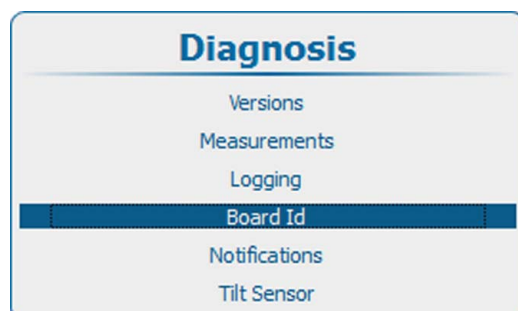 Diagnosis
Versions
Measurements
Logging
Board Id
Notifications
Tilt Sensor